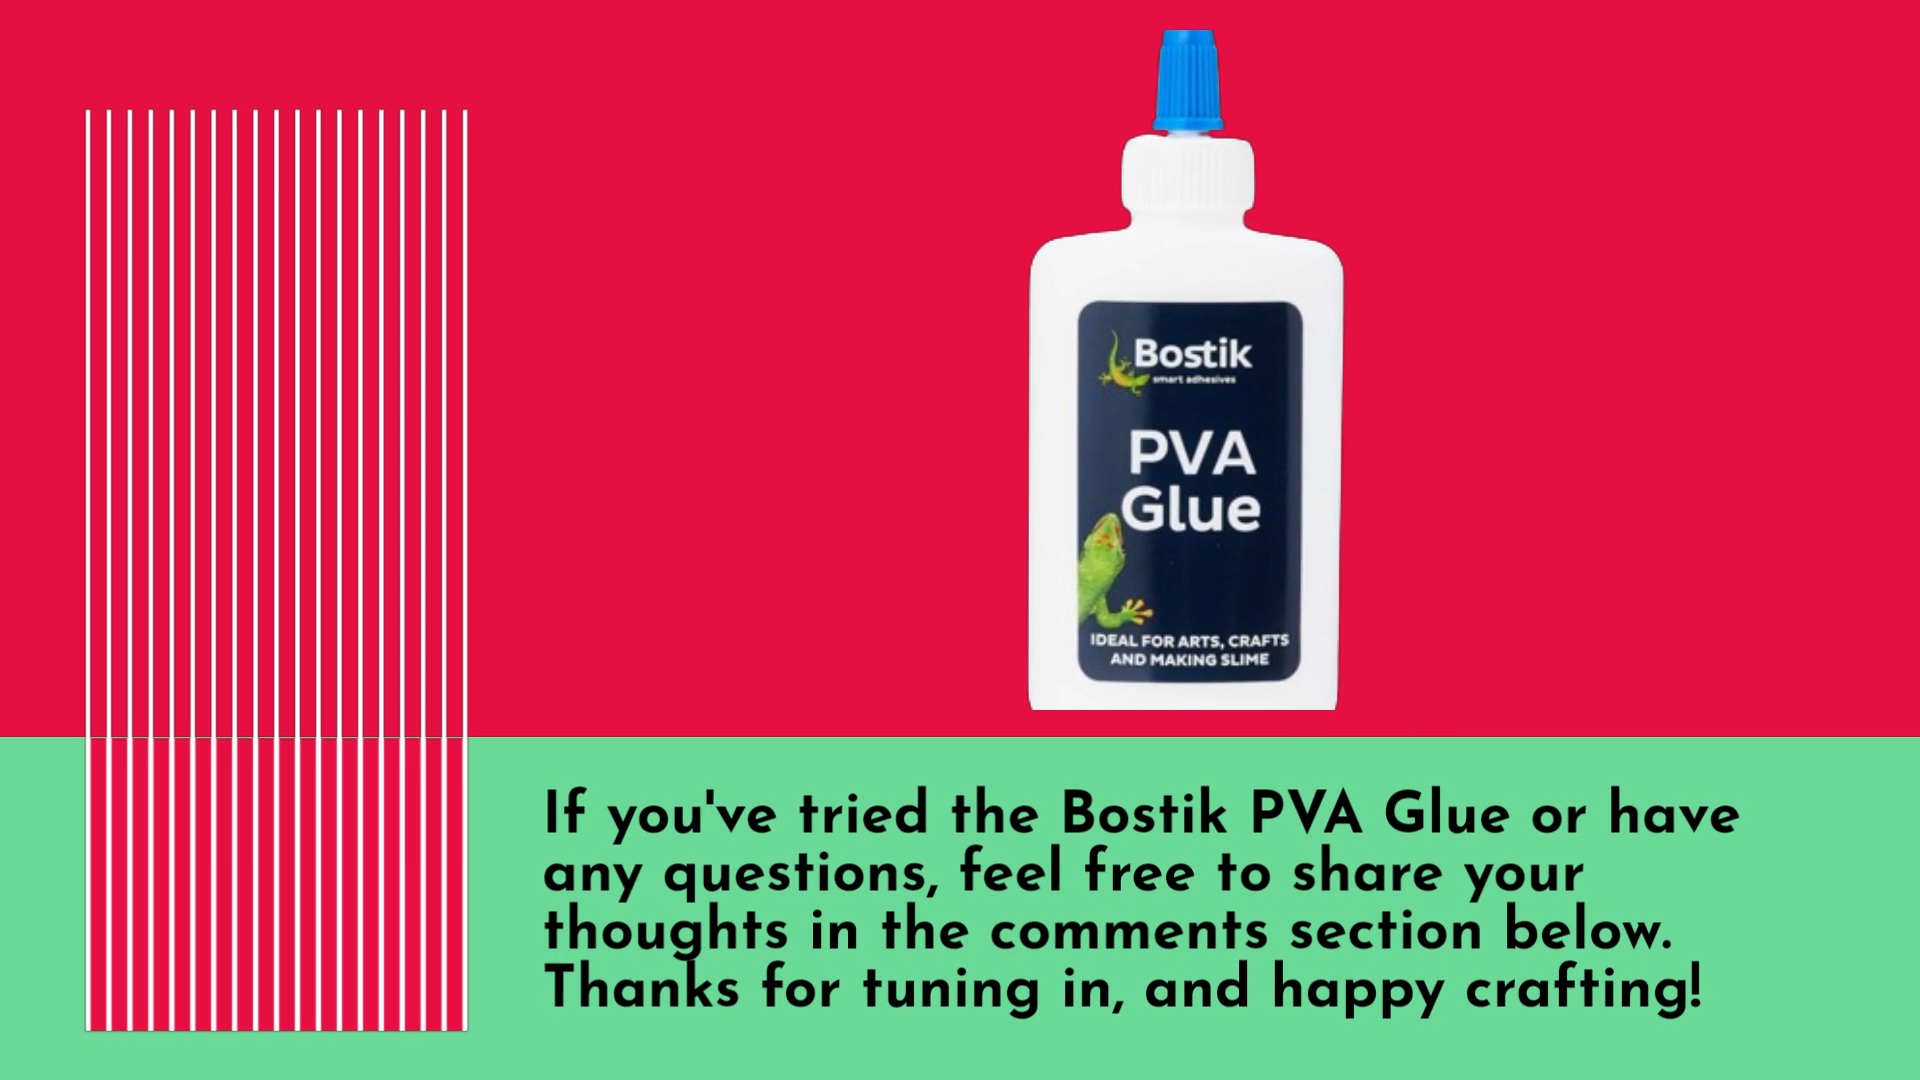 Bostik
smart adhesives
PVA
Glue
IDEAL FOR ARTS, CRAFTS
AND MAKING SLIME
If you've tried the Bostik PVA Glue or have
any questions, feel free to share your
thoughts in the comments section below.
Thanks for tuning in, and happy crafting!